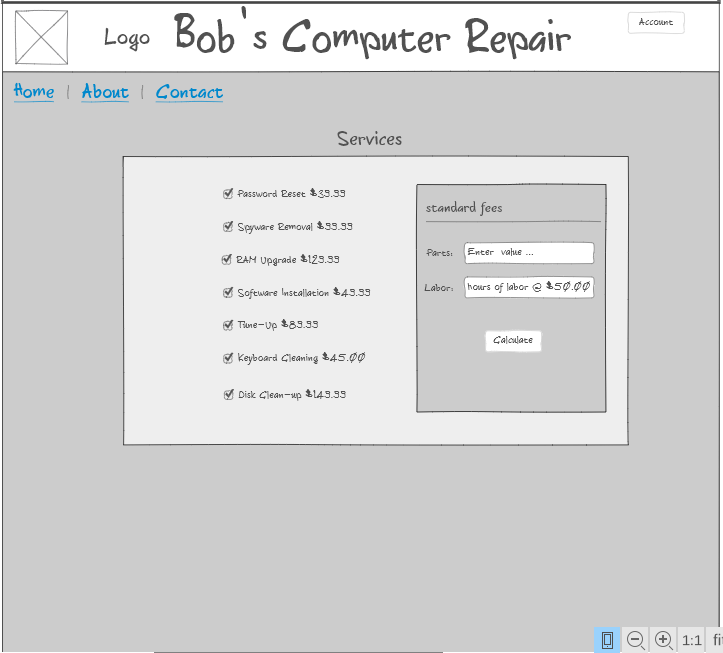 Logo Bob's Computer Repair
Account
Home | About | Contact
Services
Password Reset $39.99
Spyware Removal $99.99
RAM Upgrade $129.99
Software Installation $49.99
Tune-Up $89.99
Keyboard Cleaning $45.00
Disk Clean-up $149.99
standard fees
Parts: Enter value ...
Labor: hours of labor @ $50.00
Calculate
1:1 fi